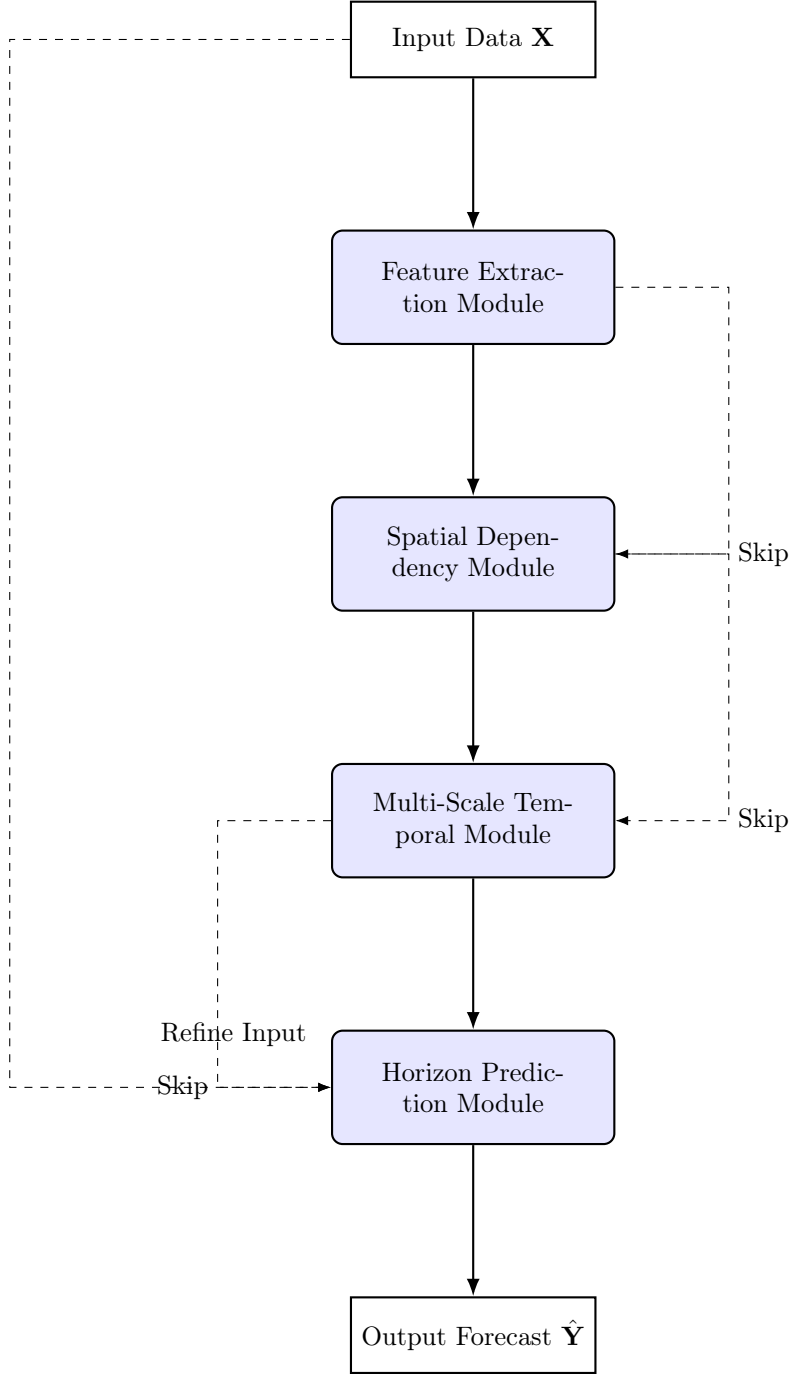 Input Data X
Feature Extrac-
tion Module
Spatial Depen-
dency Module
Skip
Multi-Scale Tem-
poral Module
Skip
Refine Input
Skip
Horizon Predic-
tion Module
Output Forecast Ŷ